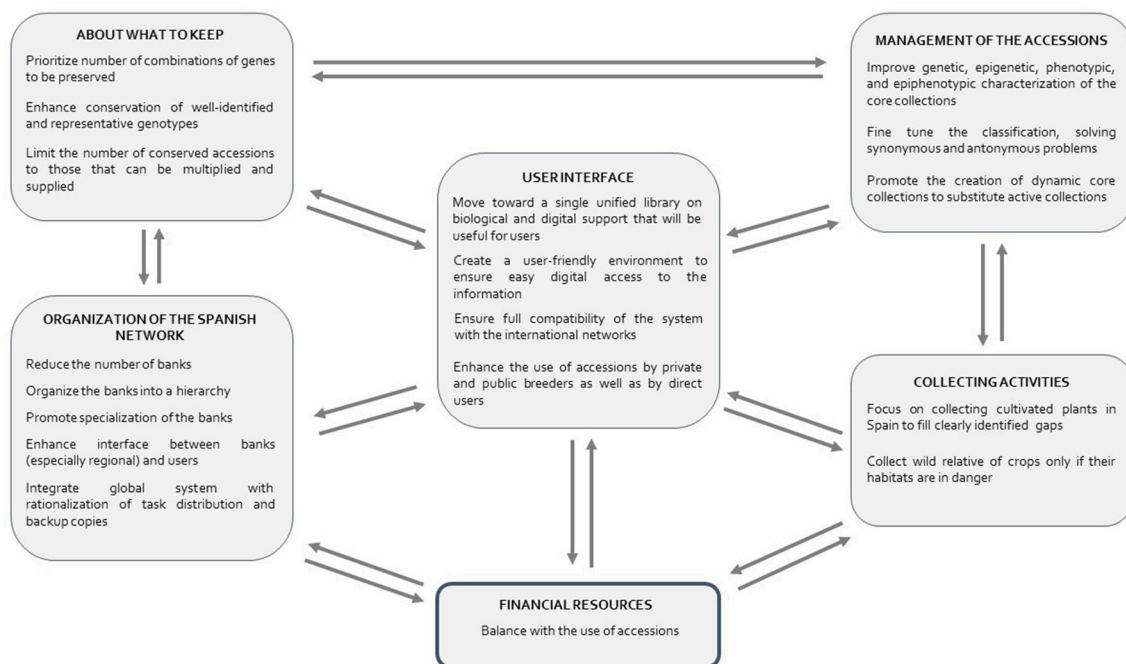 ABOUT WHAT TO KEEP
Prioritize number of combinations of genes
to be preserved
Enhance conservation of well-identified
and representative genotypes
Limit the number of conserved accessions
to those that can be multiplied and
supplied
MANAGEMENT OF THE ACCESSIONS
Improve genetic, epigenetic, phenotypic,
and epiphenotypic characterization of the
core collections
Fine tune the classification, solving
synonymous and antonymous problems
Promote the creation of dynamic core
collections to substitute active collections
USER INTERFACE
Move toward a single unified library on
biological and digital support that will be
useful for users
Create a user-friendly environment to
ensure easy digital access to the
information
Ensure full compatibility of the system
with the international networks
Enhance the use of accessions by private
and public breeders as well as by direct
users
ORGANIZATION OF THE SPANISH
NETWORK
Reduce the number of banks
Organize the banks into a hierarchy
Promote specialization of the banks
Enhance interface between banks
(especially regional) and users
Integrate global system with
rationalization of task distribution and
backup copies
COLLECTING ACTIVITIES
Focus on collecting cultivated plants in
Spain to fill clearly identified gaps
Collect wild relative of crops only if their
habitats are in danger
FINANCIAL RESOURCES
Balance with the use of accessions